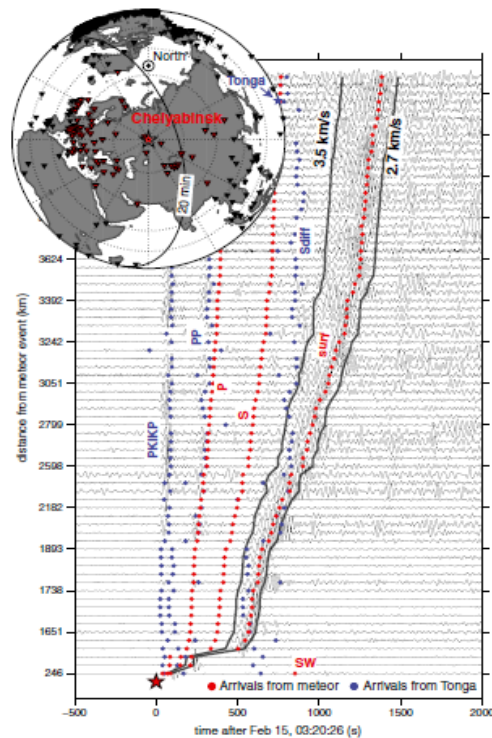 North
Tonga
Chelyabinsk
20 min
3.5 km/s
2.7 km/s
Sdiff
surf
PP
P
S
PKIKP
SW
distance from meteor event (km)
3624
3492
3242
3051
2799
2598
2182
1893
1738
1651
246
Arrivals from meteor
Arrivals from Tonga
−500
0
500
1000
1500
2000
time after Feb 15, 03:20:26 (s)